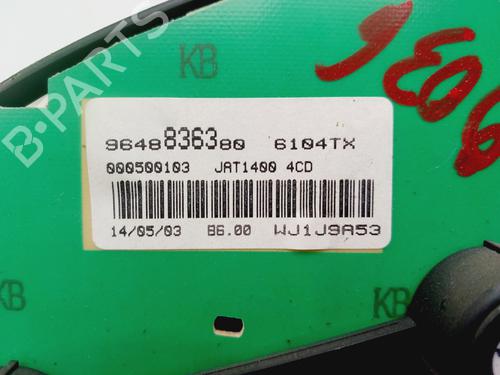 KB
9648836380 6104TX
000500103 JAT1400 4CD
14/05/03 B6.00 WJ1J9A53
KB
KB
B-PARTS